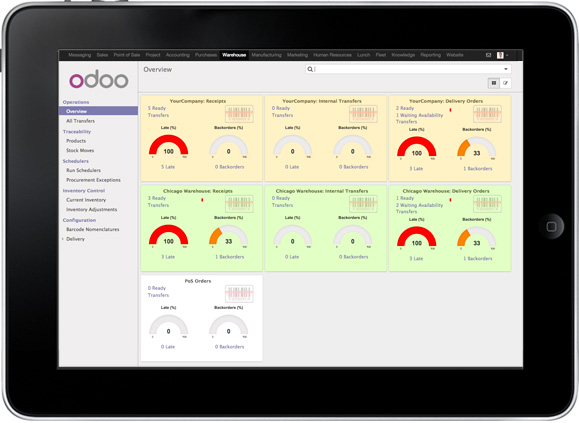 Messaging Sales Point of Sale Project Accounting Purchases Warehouse Manufacturing Marketing Human Resources Lunch Fleet Knowledge Reporting Website
odoo
Overview
Operations
Overview
All Transfers
Traceability
Products
Stock Moves
Schedulers
Run Schedulers
Procurement Exceptions
Inventory Control
Current Inventory
Inventory Adjustments
Configuration
Barcode Nomenclatures
Delivery
YourCompany: Receipts
5 Ready
Transfers
Late (%)
Backorders (%)
100
0
5 Late
0 Backorders
YourCompany: Internal Transfers
0 Ready
Transfers
Late (%)
Backorders (%)
0
0
0 Late
0 Backorders
YourCompany: Delivery Orders
2 Ready
1 Waiting Availability
Transfers
Late (%)
Backorders (%)
100
33
3 Late
1 Backorders
Chicago Warehouse: Receipts
3 Ready
Transfers
Late (%)
Backorders (%)
100
33
3 Late
1 Backorders
Chicago Warehouse: Internal Transfers
0 Ready
Transfers
Late (%)
Backorders (%)
0
0
0 Late
0 Backorders
Chicago Warehouse: Delivery Orders
1 Ready
2 Waiting Availability
Transfers
Late (%)
Backorders (%)
100
33
3 Late
1 Backorders
PoS Orders
0 Ready
Transfers
Late (%)
Backorders (%)
0
0
0 Late
0 Backorders